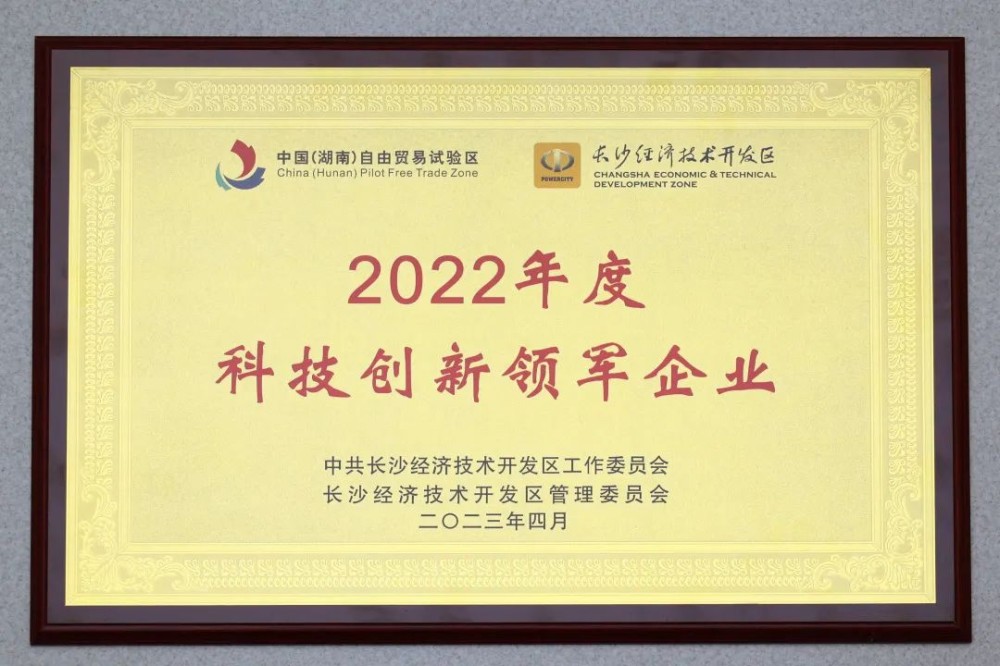 中国(湖南)自由贸易试验区
China (Hunan) Pilot Free Trade Zone
POWERCITY
长沙经济技术开发区
CHANGSHA ECONOMIC & TECHNICAL
DEVELOPMENT ZONE
2022年度
科技创新领军企业
中共长沙经济技术开发区工作委员会
长沙经济技术开发区管理委员会
二〇二三年四月